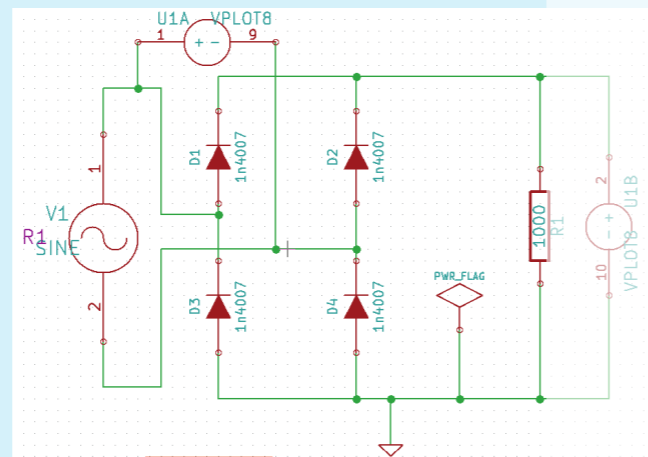 U1A VPLOT8
1 + - 9
D1
1n4007
D2
1n4007
1
V1
R1
SINE
2
1000
R1
2
+
-
10
U1B
VPLOT8
D3
1n4007
D4
1n4007
PWR_FLAG